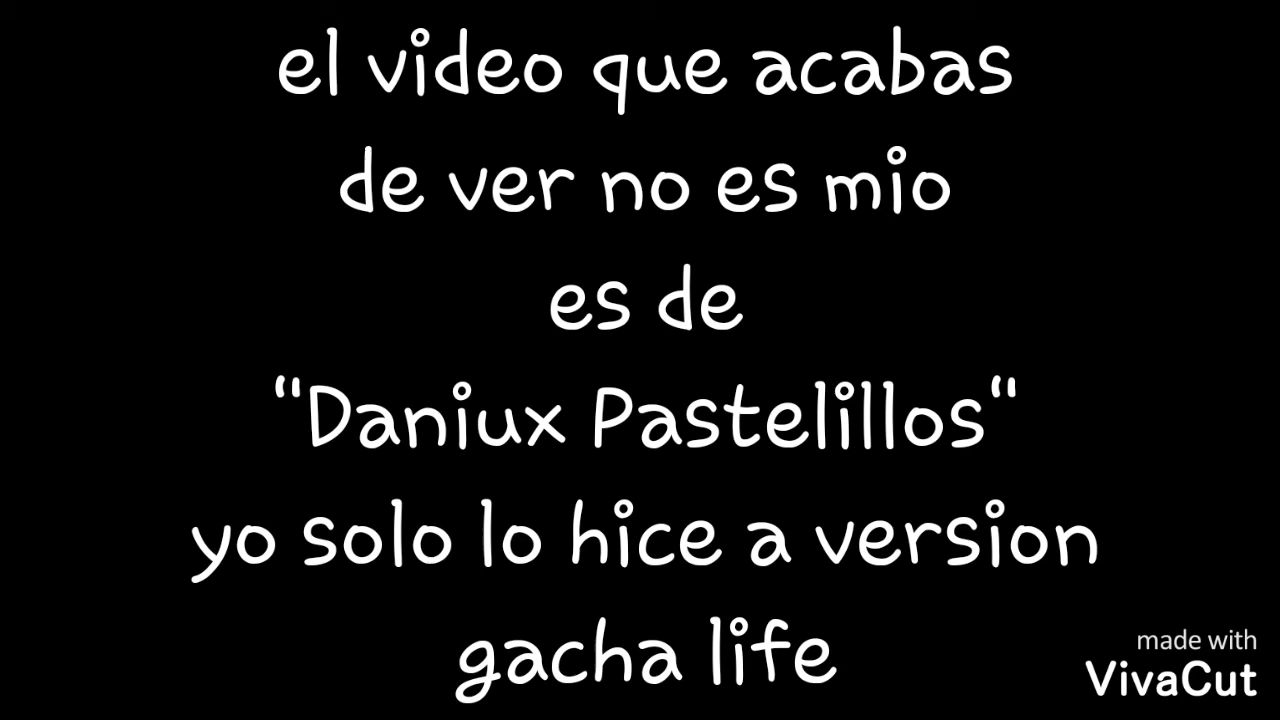 el video que acabas
de ver no es mio
es de
"Daniux Pastelillos"
yo solo lo hice a version
gacha life
made with
VivaCut